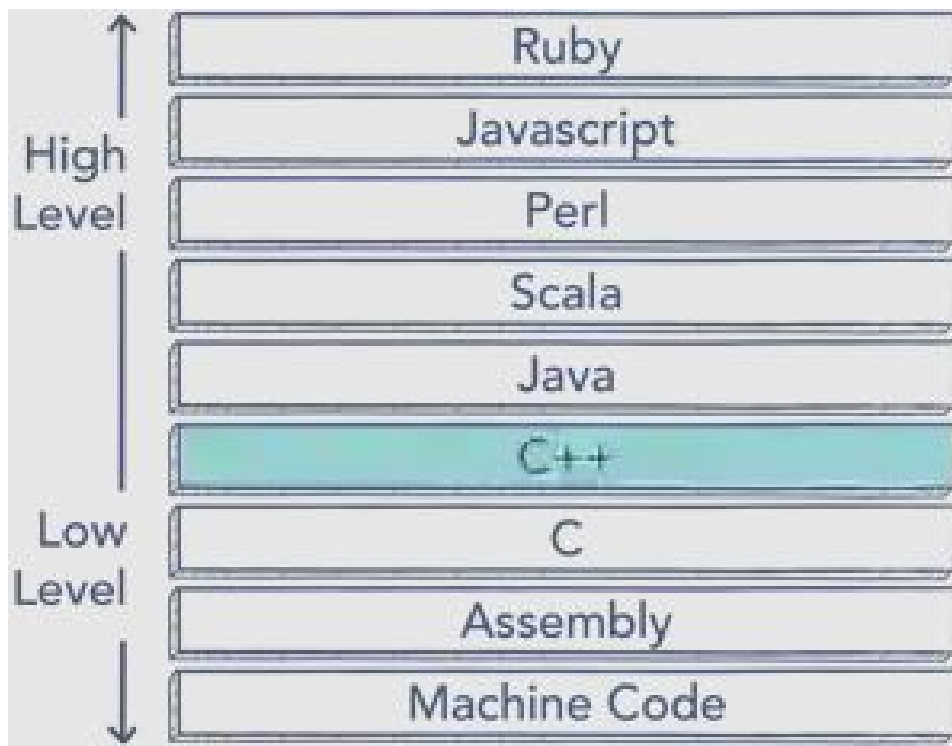 Ruby
Javascript
High
Level
Perl
Scala
Java
C++
Low
Level
C
Assembly
Machine Code